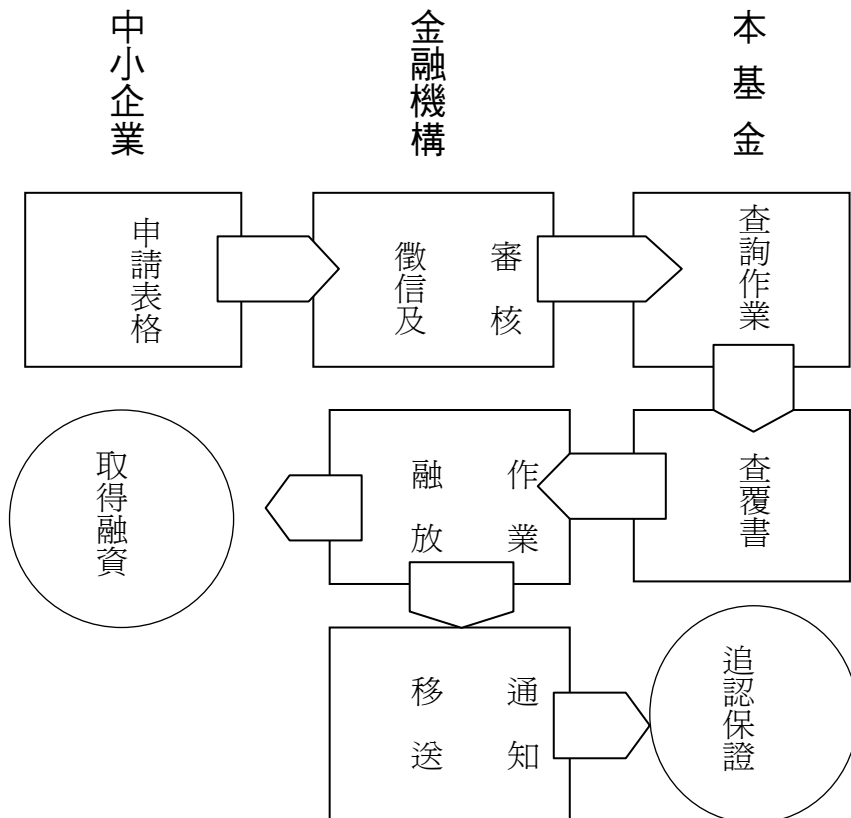 中小企業
金融機構
本基金
申請表格
徵信及
審核
查詢作業
取得融資
融放
作業
查覆書
移送
通知
追認保證